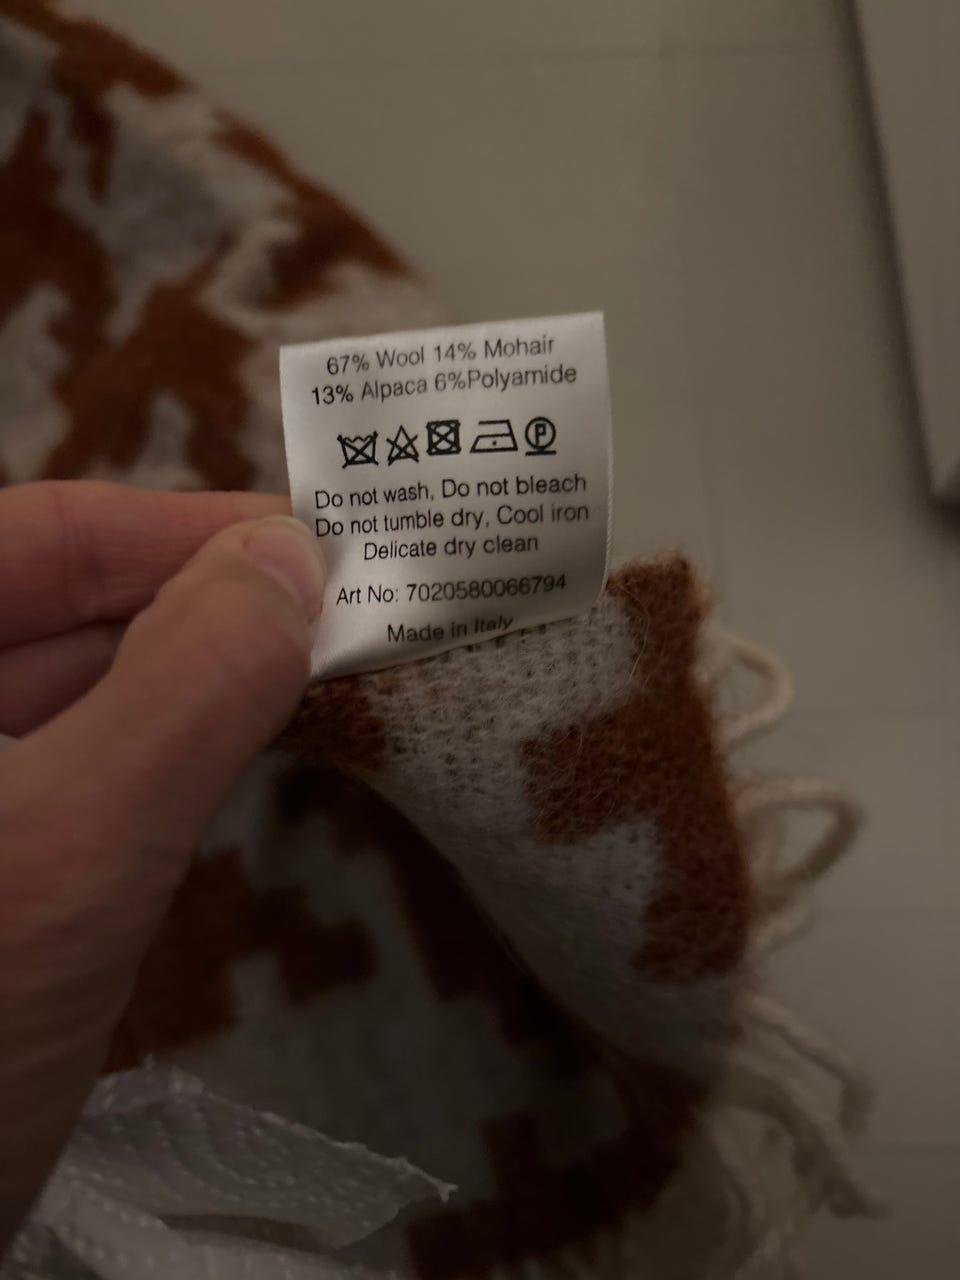 67% Wool 14% Mohair
13% Alpaca 6%Polyamide
P
Do not wash, Do not bleach
Do not tumble dry, Cool iron
Delicate dry clean
Art No: 7020580066794
Made in Italy